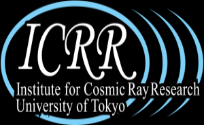 ICRR
Institute for Cosmic Ray Research
University of Tokyo